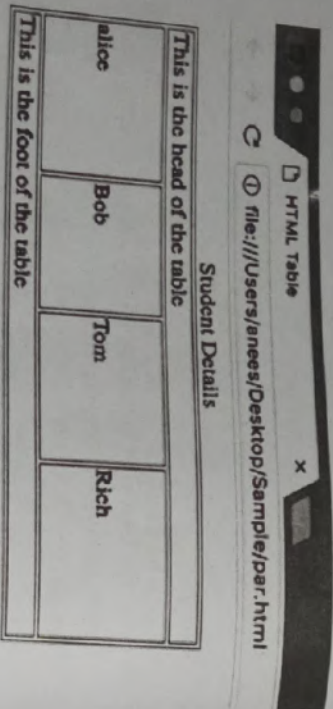 HTML Table
file:///Users/anees/Desktop/Sample/par.html
Student Details
This is the head of the table
alice Bob Tom Rich
This is the foot of the table